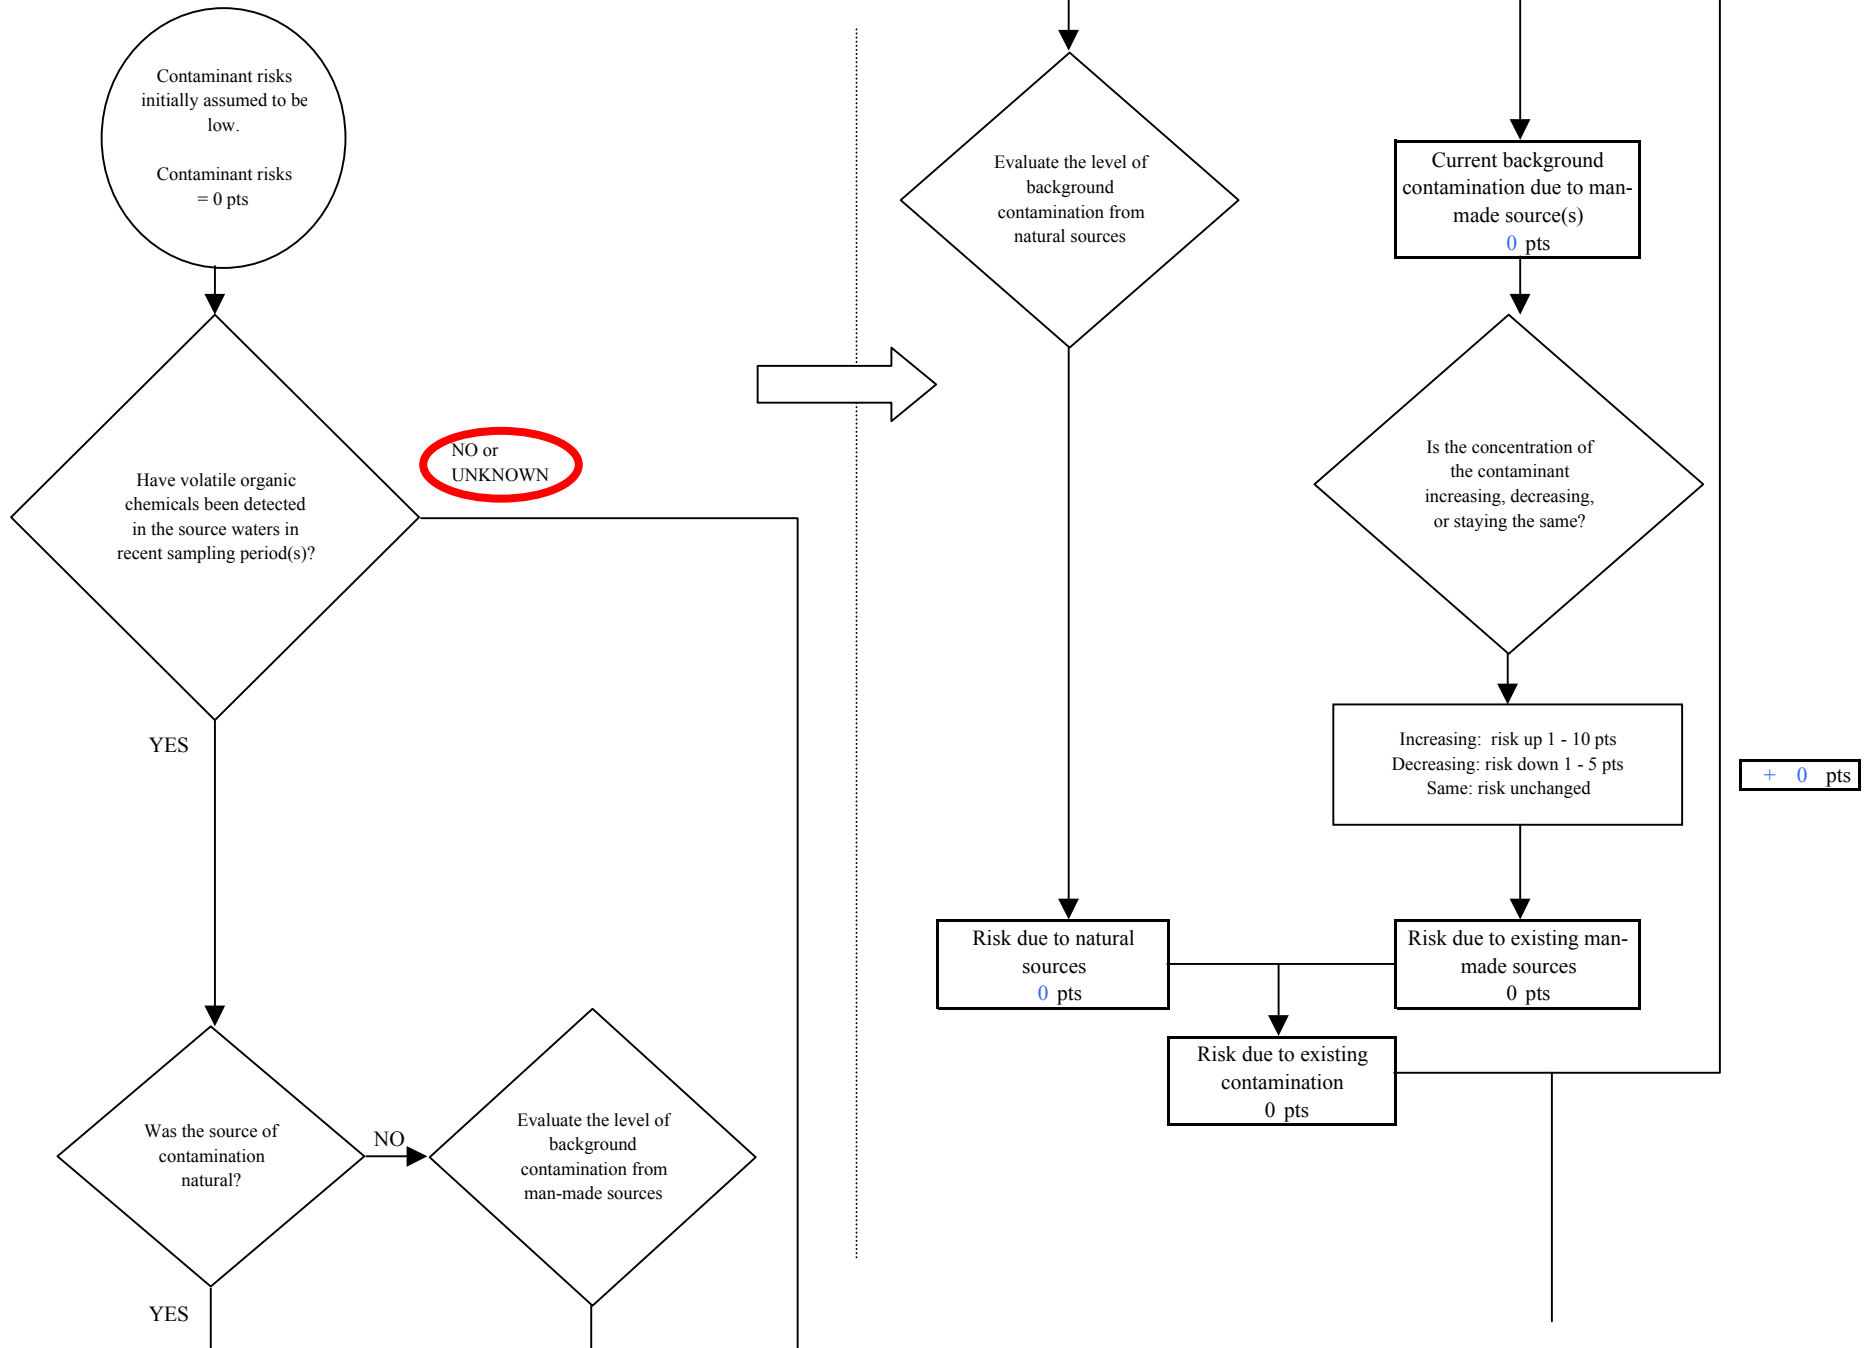 Contaminant risks
initially assumed to be
low.
Contaminant risks
= 0 pts
Have volatile organic
chemicals been detected
in the source waters in
recent sampling period(s)?
NO or
UNKNOWN
YES
Was the source of
contamination
natural?
NO
Evaluate the level of
background
contamination from
man-made sources
YES
Evaluate the level of
background
contamination from
natural sources
Current background
contamination due to man-
made source(s)
0 pts
Is the concentration of
the contaminant
increasing, decreasing,
or staying the same?
Increasing: risk up 1 - 10 pts
Decreasing: risk down 1 - 5 pts
Same: risk unchanged
+ 0 pts
Risk due to natural
sources
0 pts
Risk due to existing man-
made sources
0 pts
Risk due to existing
contamination
0 pts